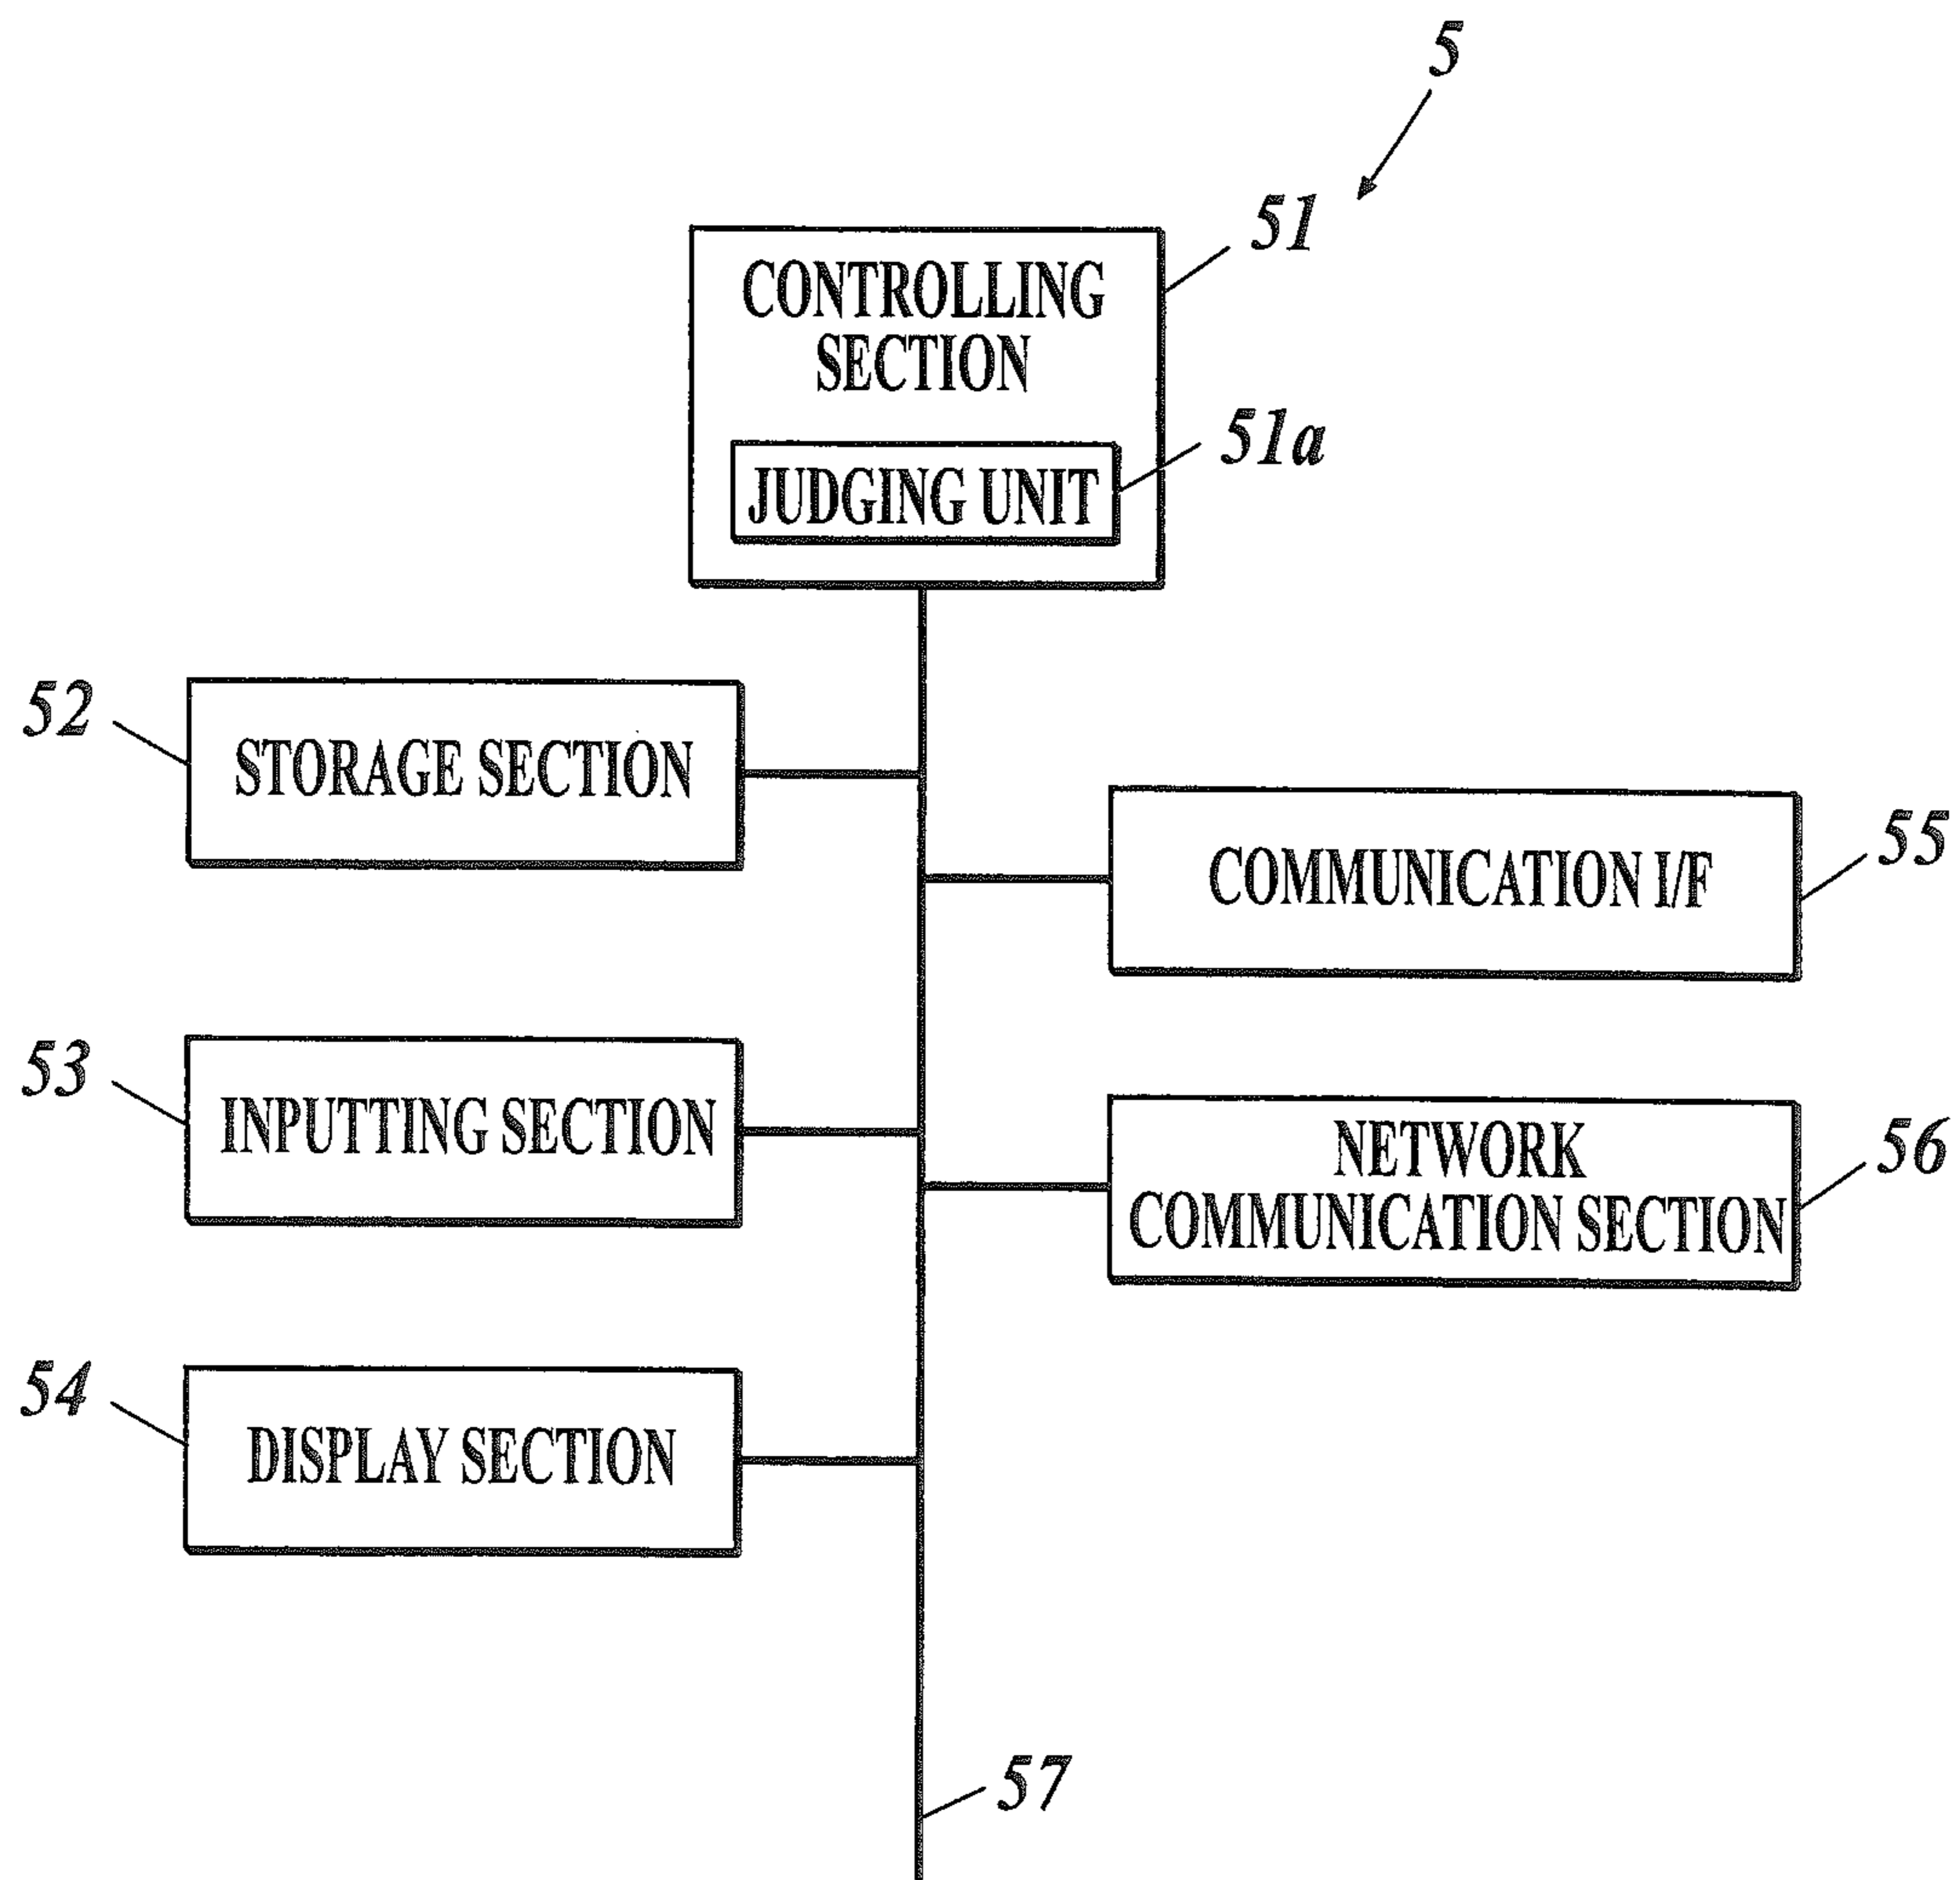 5
51
CONTROLLING
SECTION
51a
JUDGING UNIT
52
STORAGE SECTION
55
COMMUNICATION I/F
53
INPUTTING SECTION
56
NETWORK
COMMUNICATION SECTION
54
DISPLAY SECTION
57